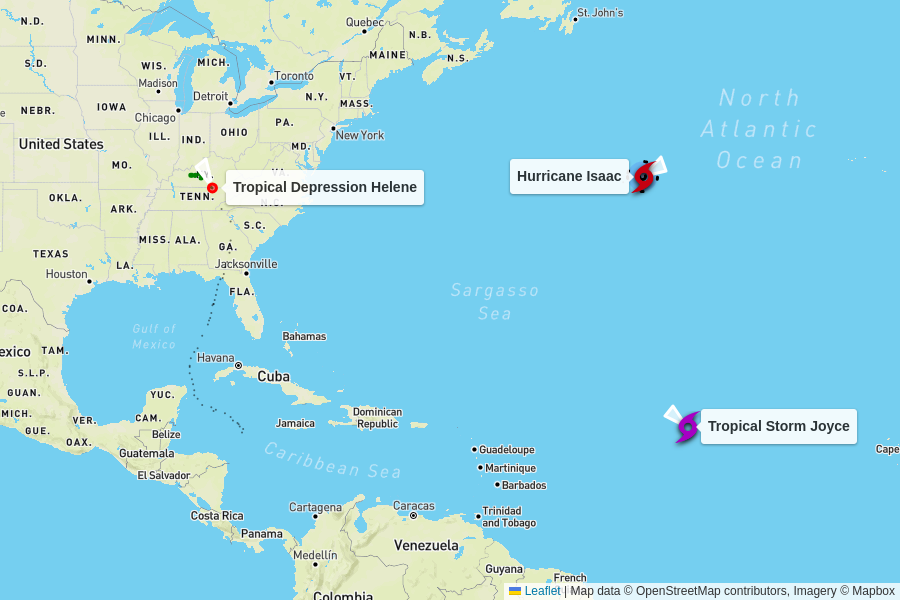 St. John's
Quebec
N.D.
N.B.
MINN.
MAINE
N.S.
S.D.
WIS.
MICH.
VT.
Toronto
Madison
Detroit
N.Y.
MASS.
NEBR.
IOWA
Chicago
PA.
ILL.
IND.
OHIO
New York
United States
MD.
North
Atlantic
Ocean
MO.
Hurricane Isaac
Tropical Depression Helene
OKLA.
TENN.
ARK.
S.C.
MISS.
ALA.
GA.
TEXAS
LA.
Jacksonville
Houston
FLA.
Sargasso
Sea
COA.
Gulf of
Mexico
Bahamas
exico
TAM.
Havana
S.L.P.
Cuba
GUAN.
YUC.
MICH.
VER.
CAM.
Dominican
Republic
Jamaica
GUE.
OAX.
Belize
Tropical Storm Joyce
Guatemala
Guadeloupe
Cape
El Salvador
Caribbean Sea
Martinique
Barbados
Costa Rica
Cartagena
Caracas
Trinidad
and Tobago
Panama
Venezuela
Medellín
Guyana
French
Colombia
Leaflet | Map data © OpenStreetMap contributors, Imagery © Mapbox